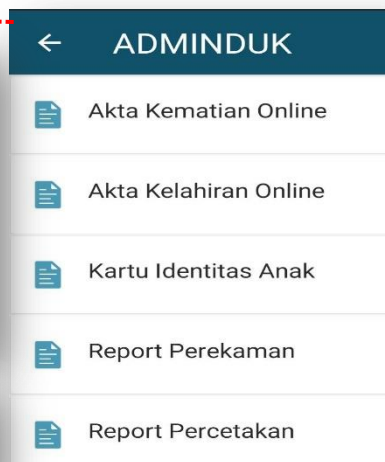 ADMINDUK
Akta Kematian Online
Akta Kelahiran Online
Kartu Identitas Anak
Report Perekaman
Report Percetakan